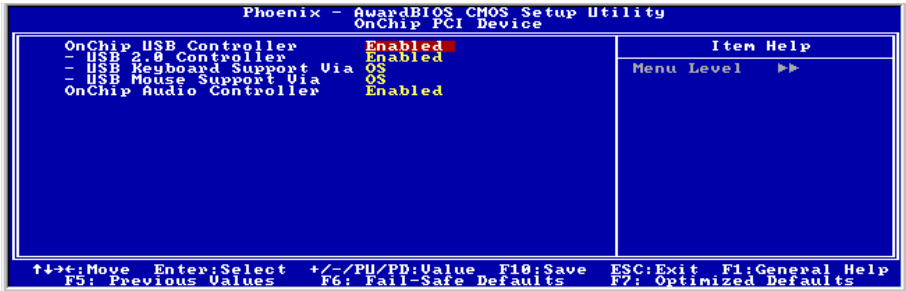 Phoenix - AwardBIOS CMOS Setup Utility
OnChip PCI Device
OnChip USB Controller Enabled
- USB 2.0 Controller Enabled
- USB Keyboard Support Via OS
- USB Mouse Support Via OS
OnChip Audio Controller Enabled
Item Help
Menu Level ▶▶
↑↓→←:Move Enter:Select +/-/PU/PD:Value F10:Save ESC:Exit F1:General Help
F5: Previous Values F6: Fail-Safe Defaults F7: Optimized Defaults